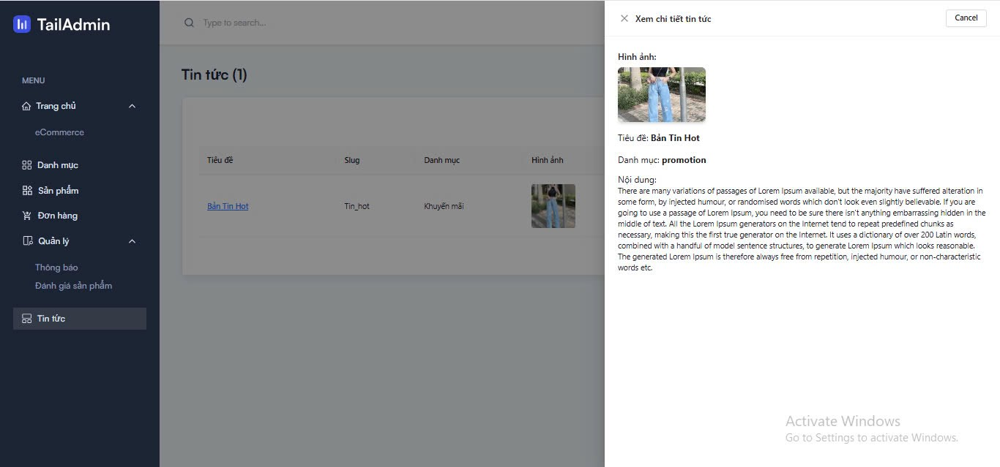 TailAdmin
MENU
Trang chủ
eCommerce
Danh mục
Sản phẩm
Đơn hàng
Quản lý
Thông báo
Đánh giá sản phẩm
Tin tức
Type to search...
Tin tức (1)
Tiêu đề Slug Danh mục Hình ảnh
Bản Tin Hot Tin_hot Khuyến mãi
Xem chi tiết tin tức
Cancel
Hình ảnh:
Tiêu đề: Bản Tin Hot
Danh mục: promotion
Nội dung:
There are many variations of passages of Lorem Ipsum available, but the majority have suffered alteration in
some form, by injected humour, or randomised words which don't look even slightly believable. If you are
going to use a passage of Lorem Ipsum, you need to be sure there isn't anything embarrassing hidden in the
middle of text. All the Lorem Ipsum generators on the Internet tend to repeat predefined chunks as
necessary, making this the first true generator on the Internet. It uses a dictionary of over 200 Latin words,
combined with a handful of model sentence structures, to generate Lorem Ipsum which looks reasonable.
The generated Lorem Ipsum is therefore always free from repetition, injected humour, or non-characteristic
words etc.
Activate Windows
Go to Settings to activate Windows.